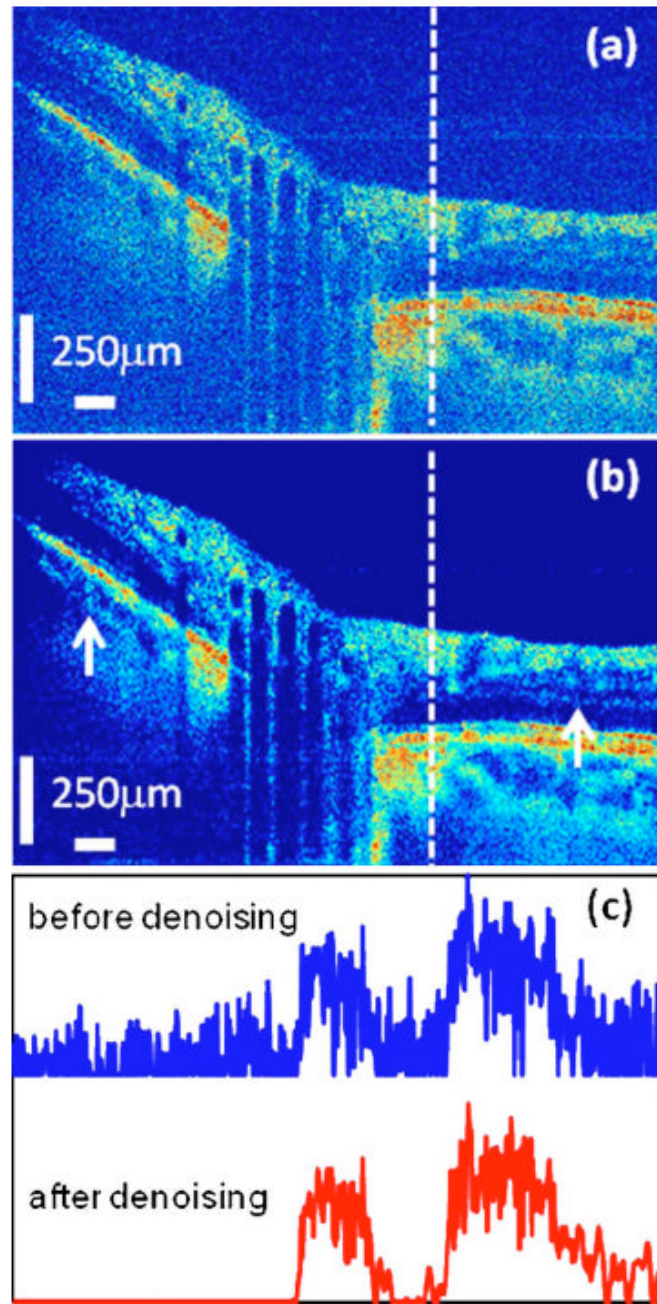 (a)
250μm
(b)
250μm
(c)
before denoising
after denoising